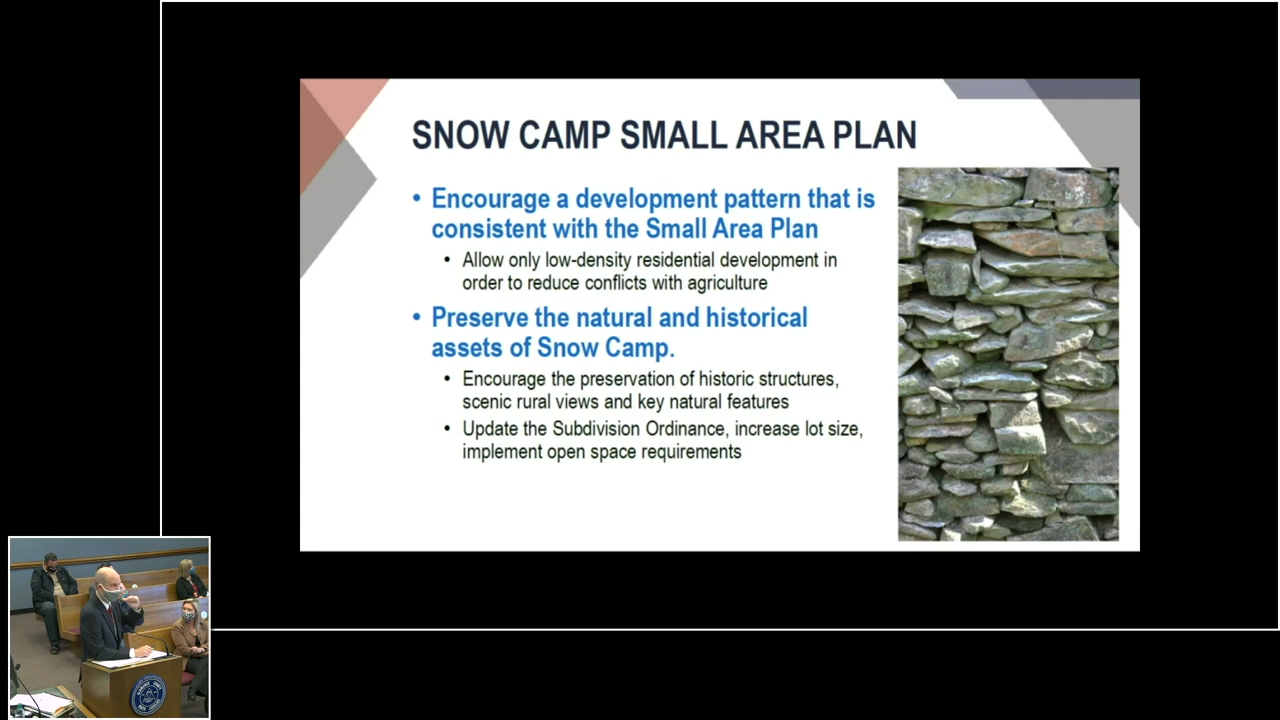 SNOW CAMP SMALL AREA PLAN
• Encourage a development pattern that is
consistent with the Small Area Plan
• Allow only low-density residential development in
order to reduce conflicts with agriculture
• Preserve the natural and historical
assets of Snow Camp.
• Encourage the preservation of historic structures,
scenic rural views and key natural features
• Update the Subdivision Ordinance, increase lot size,
implement open space requirements